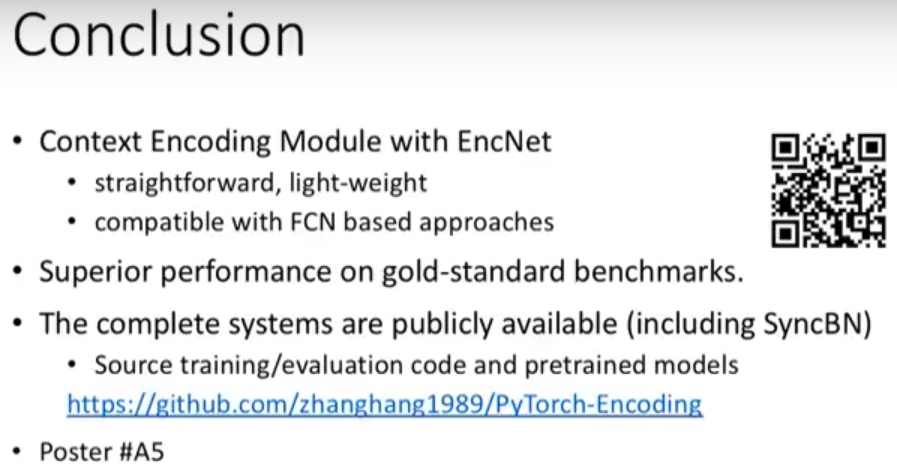 Conclusion
• Context Encoding Module with EncNet
• straightforward, light-weight
• compatible with FCN based approaches
• Superior performance on gold-standard benchmarks.
• The complete systems are publicly available (including SyncBN)
• Source training/evaluation code and pretrained models
https://github.com/zhanghang1989/PyTorch-Encoding
• Poster #A5